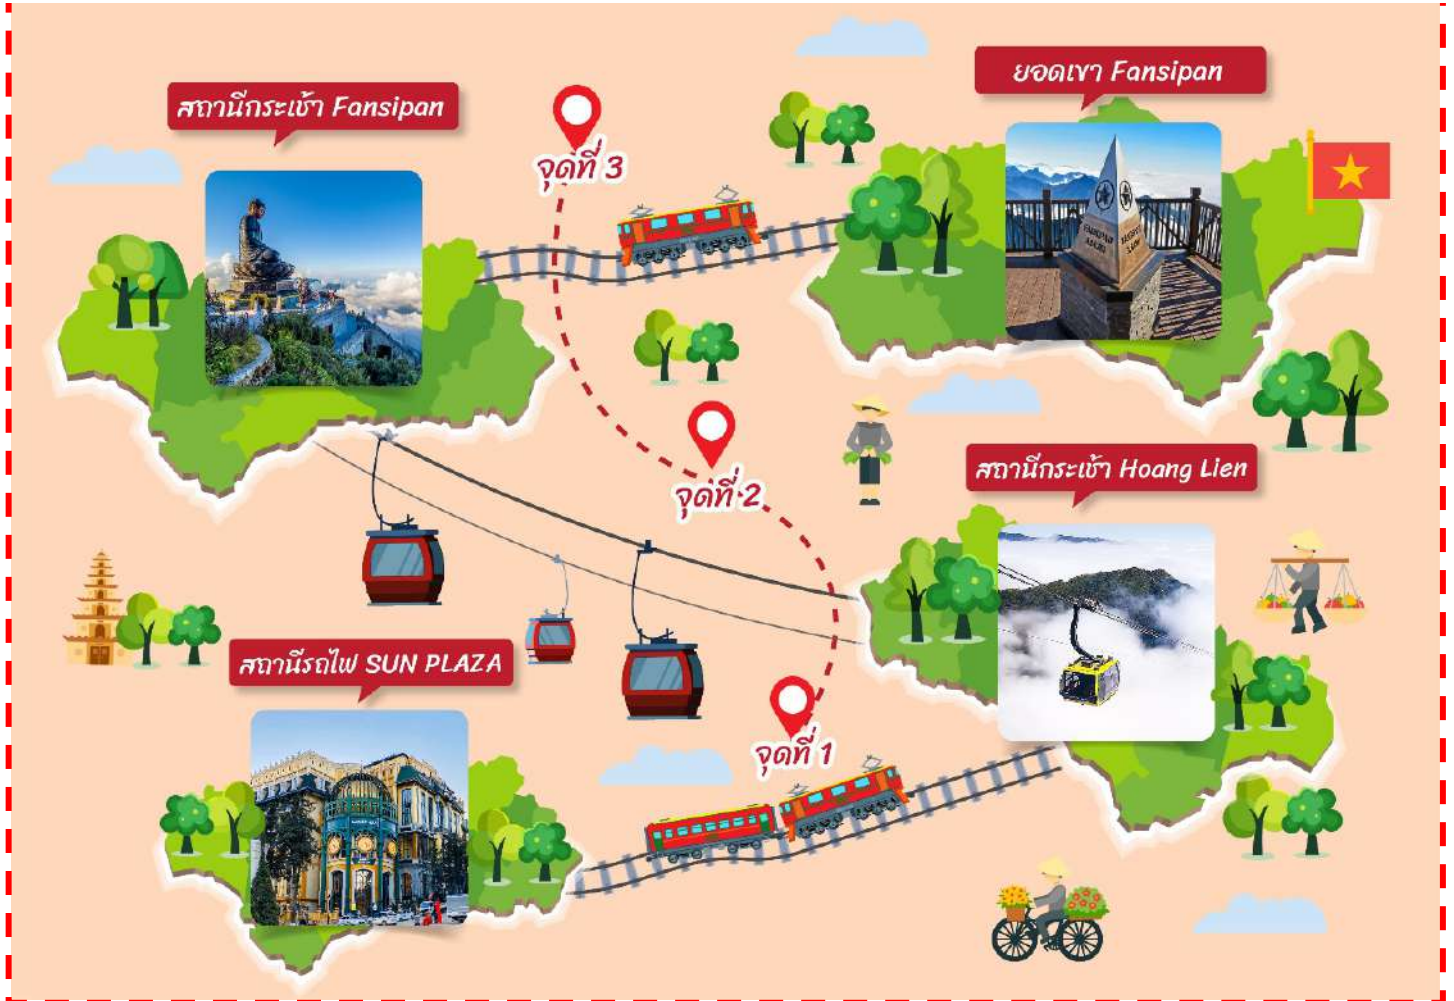 ยอดเขา Fansipan
สถานีกระเช้า Fansipan
จุดที่ 3
สถานีกระเช้า Hoang Lien
จุดที่ 2
สถานีรถไฟ SUN PLAZA
จุดที่ 1